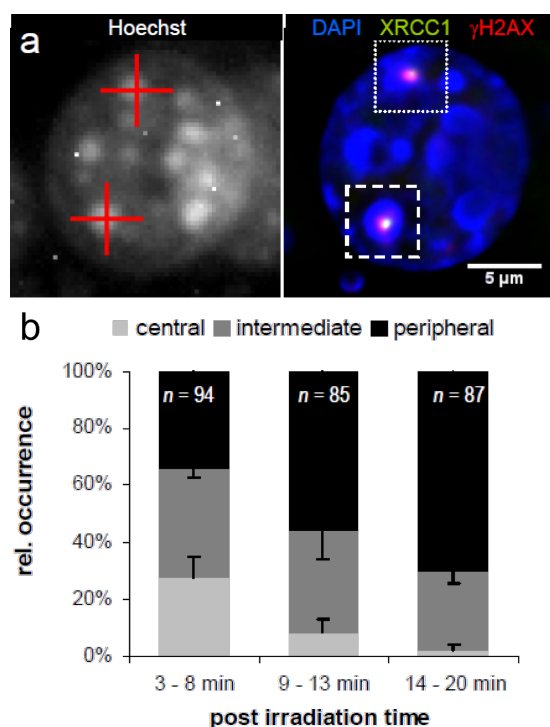 a Hoechst DAPI XRCC1 γH2AX
5 µm
b central intermediate peripheral
100%
80%
60%
40%
20%
0%
rel. occurrence
n = 94 n = 85 n = 87
3 - 8 min 9 - 13 min 14 - 20 min
post irradiation time